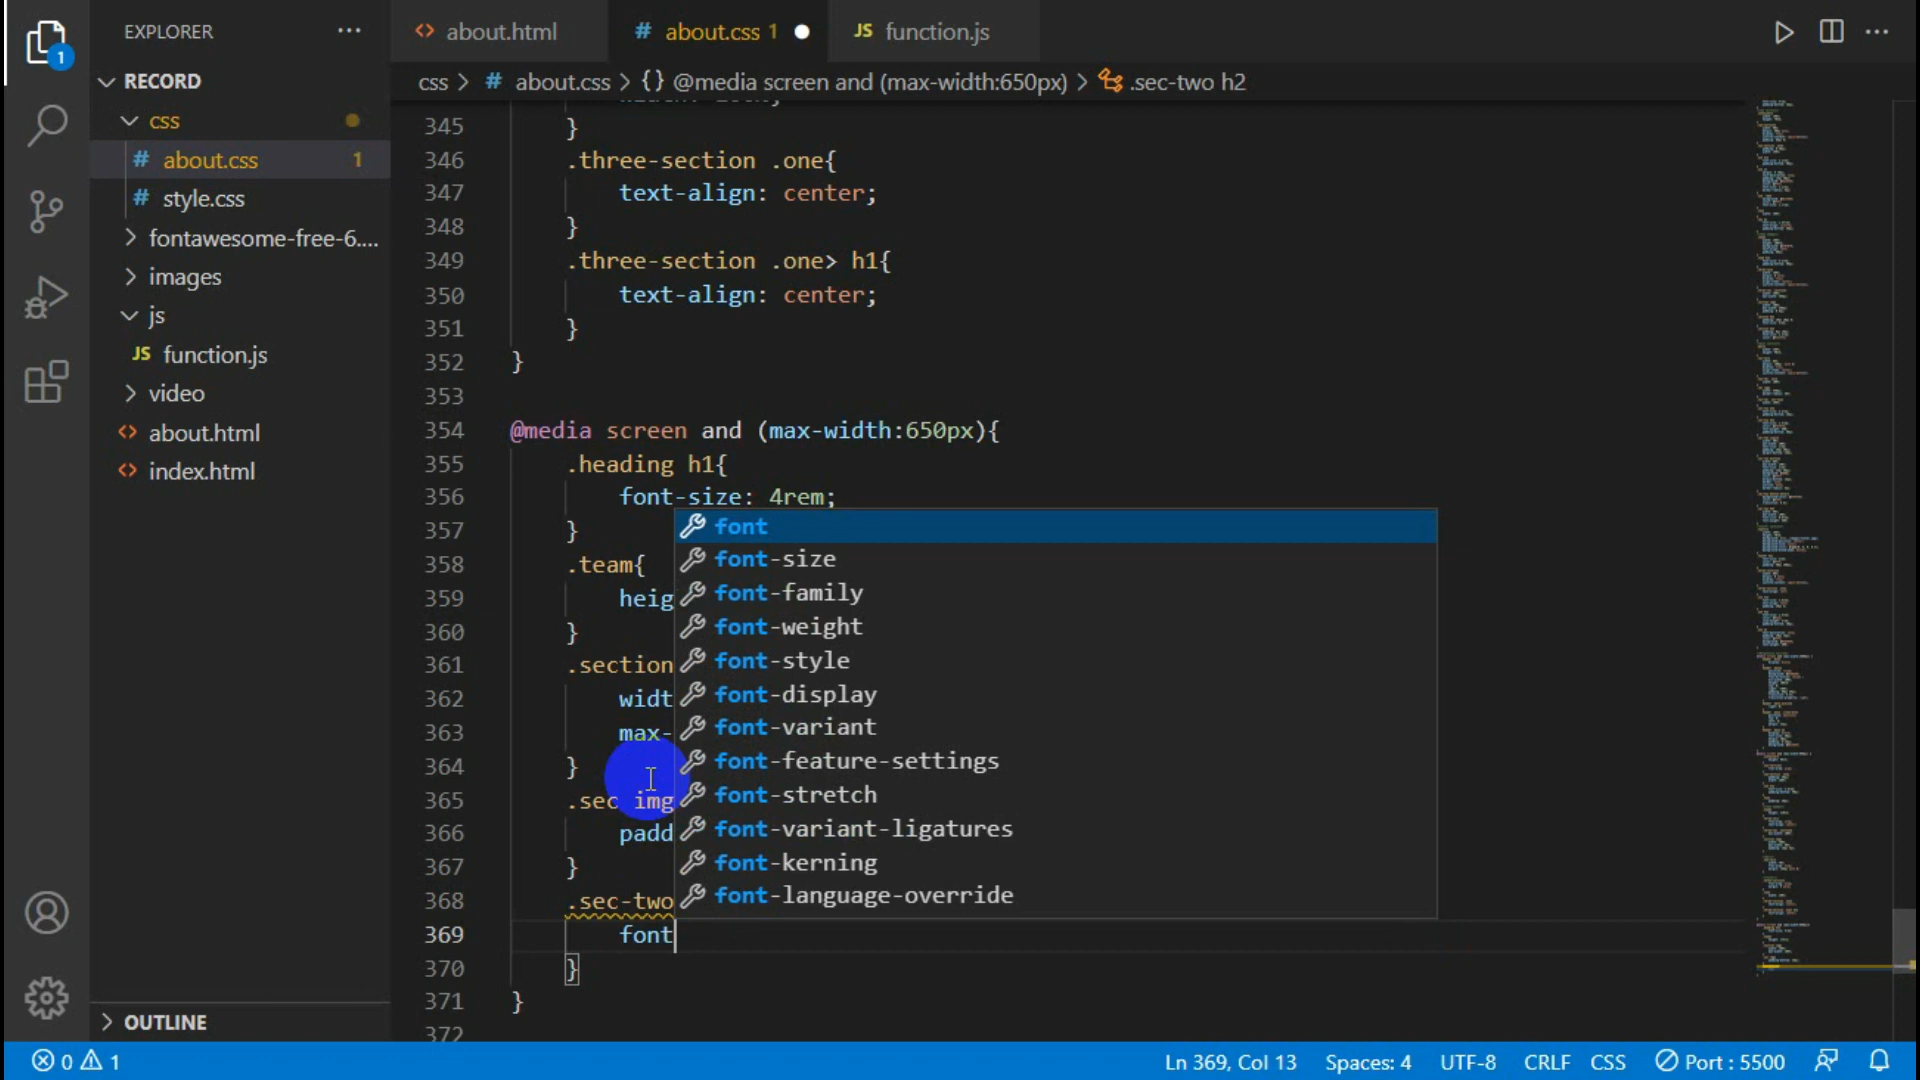 EXPLORER
about.html
about.css 1
JS function.js
1
RECORD
css > # about.css > {} @media screen and (max-width:650px) > .sec-two h2
css
# about.css 1
# style.css
fontawesome-free-6....
images
js
JS function.js
video
about.html
index.html
OUTLINE
345 }
346 .three-section .one{
347 text-align: center;
348 }
349 .three-section .one> h1{
350 text-align: center;
351 }
352 }
353
354 @media screen and (max-width:650px){
355 .heading h1{
356 font-size: 4rem;
357 }
358 .team{
359 heig
360 }
361 .section
362 widt
363 max-
364 }
365 .sec img
366 padd
367 }
368 .sec-two
369 font
370 }
371 }
372
font
font-size
font-family
font-weight
font-style
font-display
font-variant
font-feature-settings
font-stretch
font-variant-ligatures
font-kerning
font-language-override
0 1
Ln 369, Col 13
Spaces: 4
UTF-8
CRLF
CSS
Port : 5500